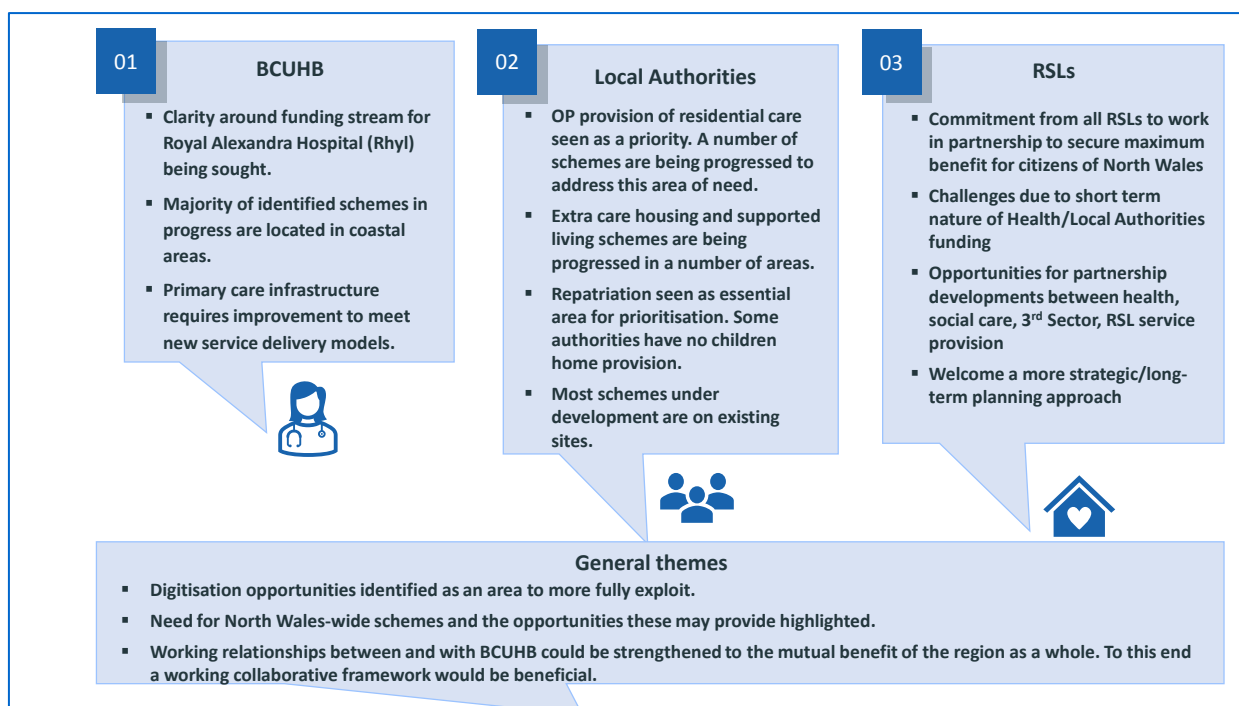 01
BCUHB
▪ Clarity around funding stream for
Royal Alexandra Hospital (Rhyl)
being sought.
▪ Majority of identified schemes in
progress are located in coastal
areas.
▪ Primary care infrastructure
requires improvement to meet
new service delivery models.
02
Local Authorities
▪ OP provision of residential care
seen as a priority. A number of
schemes are being progressed to
address this area of need.
▪ Extra care housing and supported
living schemes are being
progressed in a number of areas.
▪ Repatriation seen as essential
area for prioritisation. Some
authorities have no children
home provision.
▪ Most schemes under
development are on existing
sites.
03
RSLs
▪ Commitment from all RSLs to work
in partnership to secure maximum
benefit for citizens of North Wales
▪ Challenges due to short term
nature of Health/Local Authorities
funding
▪ Opportunities for partnership
developments between health,
social care, 3rd Sector, RSL service
provision
▪ Welcome a more strategic/long-
term planning approach
General themes
▪ Digitisation opportunities identified as an area to more fully exploit.
▪ Need for North Wales-wide schemes and the opportunities these may provide highlighted.
▪ Working relationships between and with BCUHB could be strengthened to the mutual benefit of the region as a whole. To this end
a working collaborative framework would be beneficial.